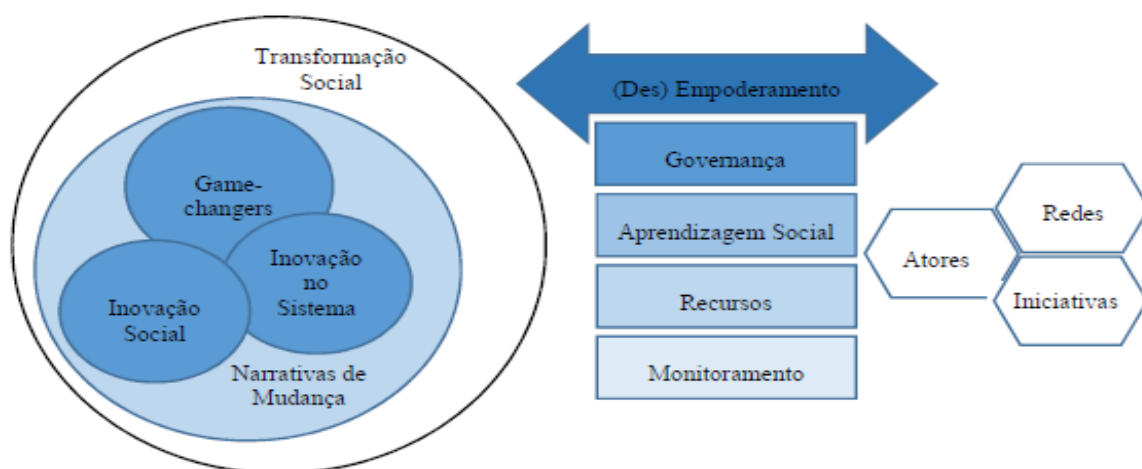 Transformação
Social
Game-
changers
Inovação
no
Sistema
Inovação
Social
Narrativas de
Mudança
(Des) Empoderamento
Governança
Aprendizagem Social
Recursos
Monitoramento
Atores
Redes
Iniciativas